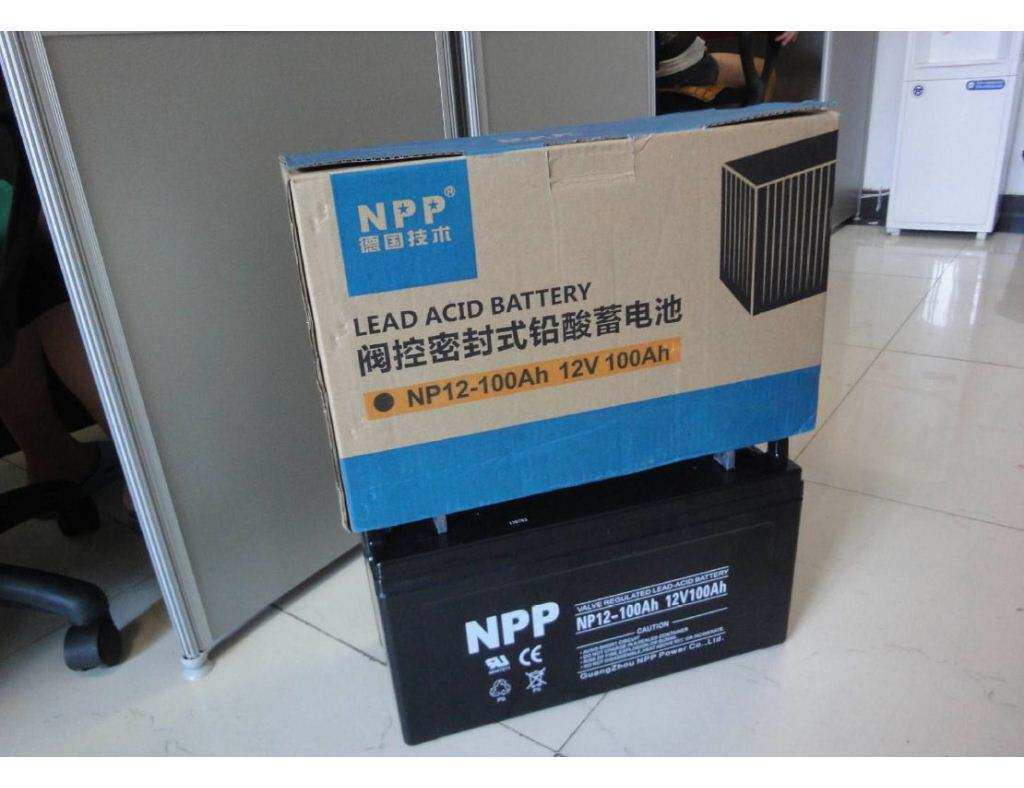 NPP®
德国技术
LEAD ACID BATTERY
阀控密封式铅酸蓄电池
NP12-100Ah 12V 100Ah
NPP
VALVE REGULATED LEAD-ACID BATTERY
NP12-100Ah 12V100Ah
CAUTION
GuangZhou NPP Power Co.,Ltd.
CE
Pb